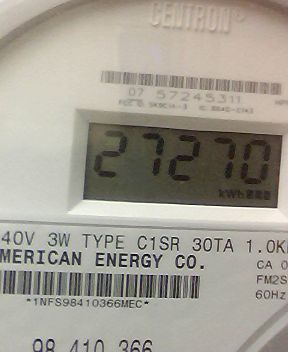 CENTRON
07 57245311
27270
kWh
40V 3W TYPE C1SR 30TA 1.0K
MERICAN ENERGY CO.
CA 0
FM2S
60Hz
*1NFS98410366MEC*
98 410 366